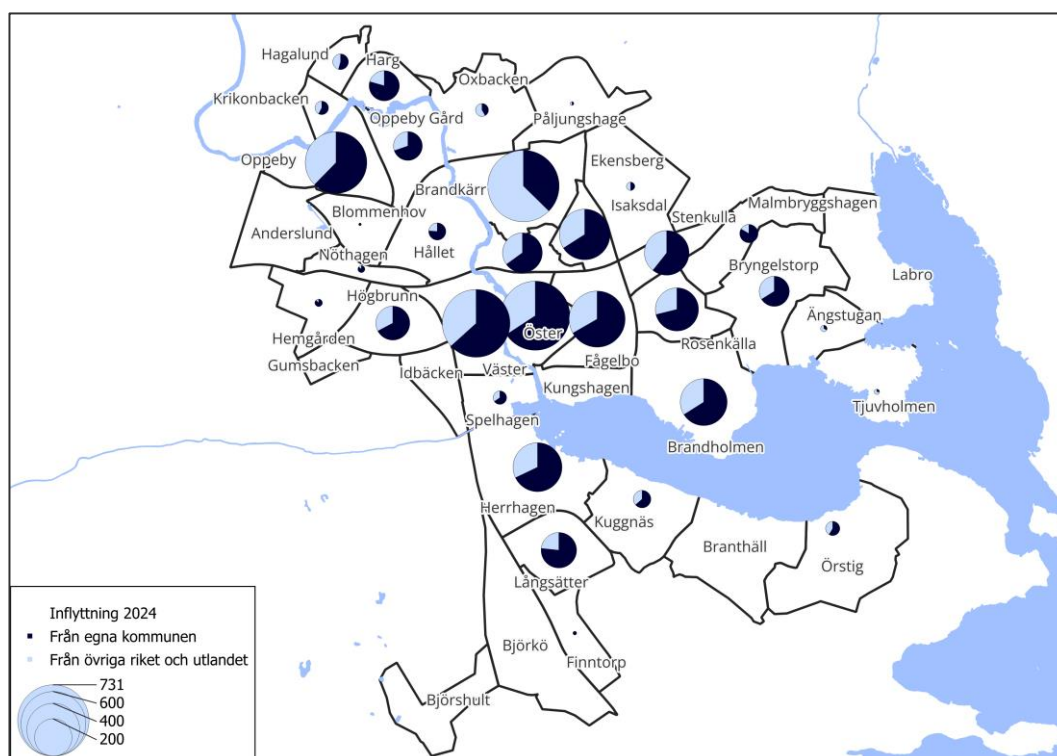 Hagalund
Harg
Oxbacken
Krikonbacken
Oppeby Gård
Påljungshage
Oppeby
Brandkärr
Ekensberg
Isaksdal
Blommenhov
Stenkulla
Malmbryggshagen
Anderslund
Hållet
Nöthagen
Bryngelstorp
Labro
Högbrunn
Ängstugan
Hemgården
Öster
Rosenkälla
Gumsbacken
Idbäcken
Väster
Fågelbo
Kungshagen
Tjuvholmen
Spelhagen
Brandholmen
Herrhagen
Kuggnäs
Branthäll
Örstig
Långsätter
Björkö
Finntorp
Björshult
Inflyttning 2024
Från egna kommunen
Från övriga riket och utlandet
731
600
400
200